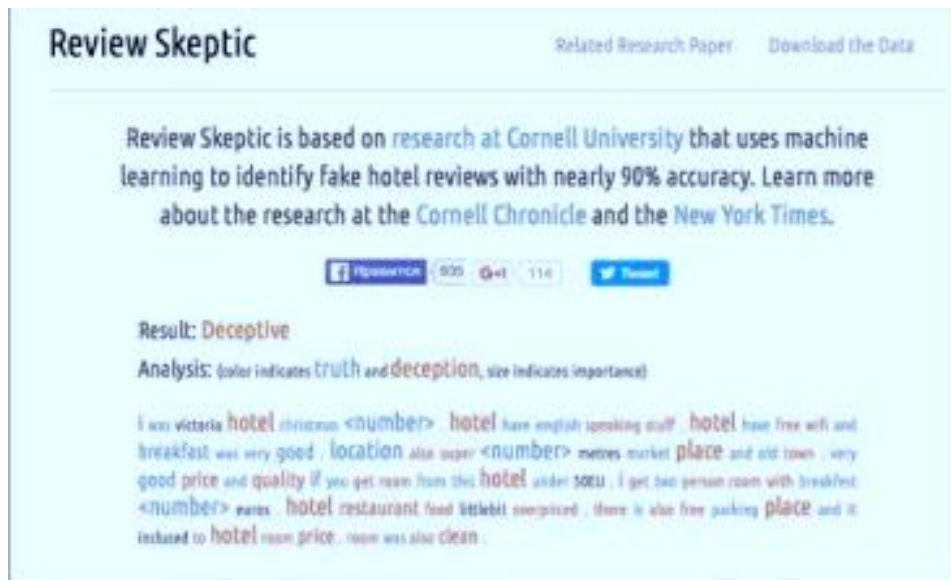 Review Skeptic
Related Research Paper Download the Data
Review Skeptic is based on research at Cornell University that uses machine
learning to identify fake hotel reviews with nearly 90% accuracy. Learn more
about the research at the Cornell Chronicle and the New York Times.
Нравится 605 G+1 114 Tweet
Result: Deceptive
Analysis: (color indicates truth and deception, size indicates importance)
i was victoria hotel christmas <number> . hotel have english speaking stuff . hotel have free wifi and
breakfast was very good . location also super <number> metres market place and old town . very
good price and quality if you get room from this hotel under 50EU . i get two person room with breakfest
<number> euros . hotel restaurant food littlebit overpriced . there is also free parking place and it
inclused to hotel room price . room was also clean .